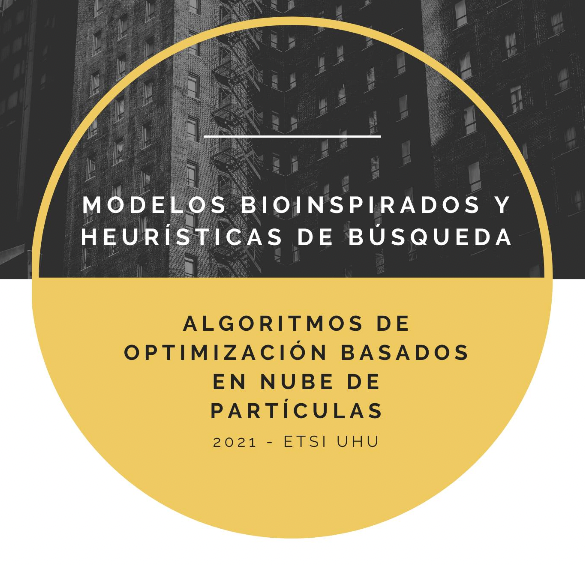 MODELOS BIOINSPIRADOS Y
HEURÍSTICAS DE BÚSQUEDA
ALGORITMOS DE
OPTIMIZACIÓN BASADOS
EN NUBE DE
PARTÍCULAS
2021 - ETSI UHU